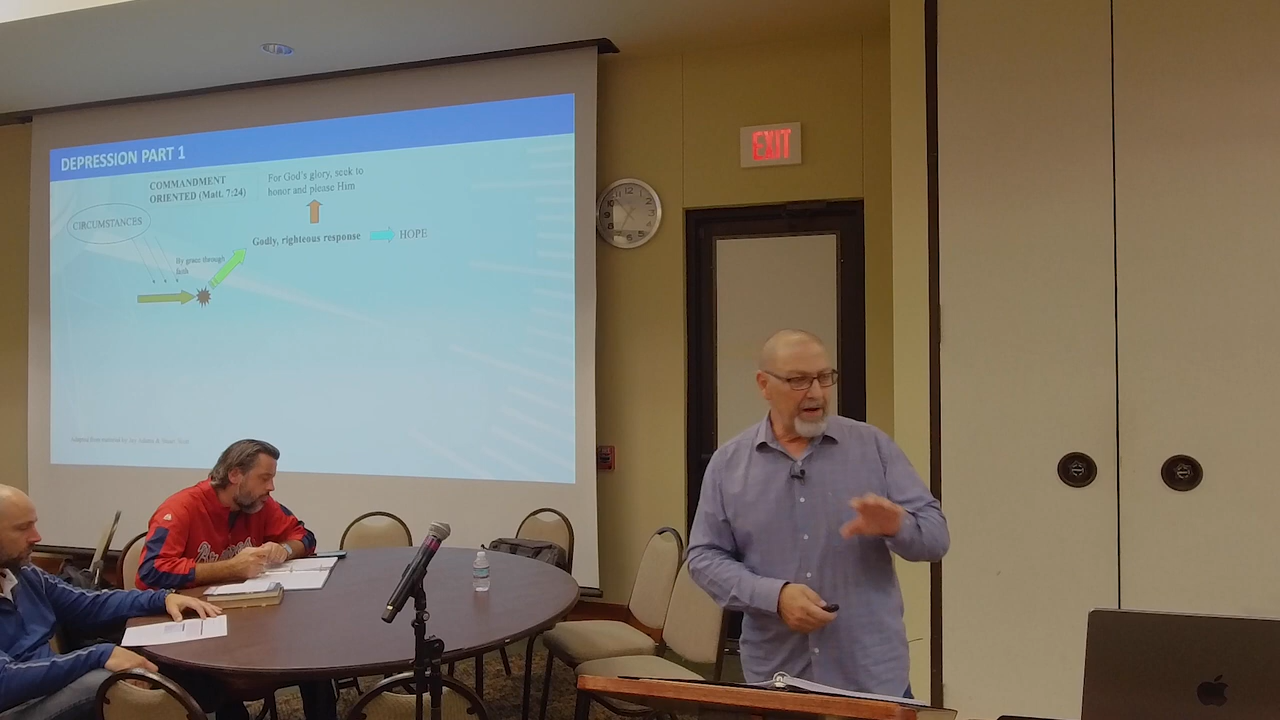 DEPRESSION PART 1
COMMANDMENT
ORIENTED (Matt. 7:24)
For God's glory, seek to
honor and please Him
CIRCUMSTANCES
Godly, righteous response
HOPE
By grace through
faith
EXIT